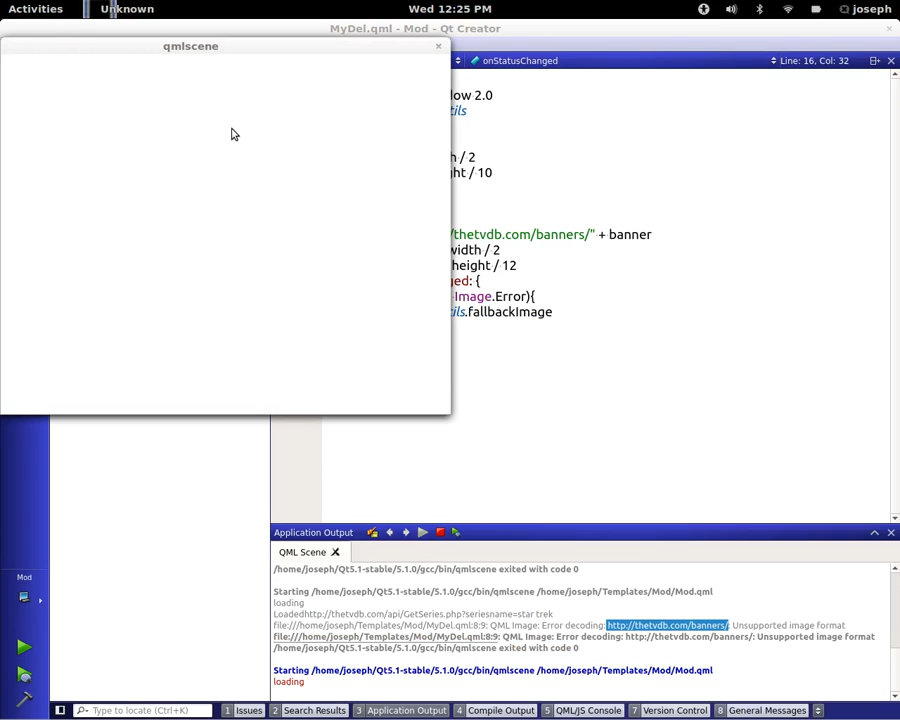 Activities Unknown Wed 12:25 PM joseph
MyDel.qml - Mod - Qt Creator
qmlscene
onStatusChanged Line: 16, Col: 32
low 2.0
tils
h / 2
ght / 10
/thetvdb.com/banners/" + banner
width / 2
height / 12
ged: {
Image.Error){
ils.fallbackImage
Application Output
QML Scene
/home/joseph/Qt5.1-stable/5.1.0/gcc/bin/qmlscene exited with code 0
Starting /home/joseph/Qt5.1-stable/5.1.0/gcc/bin/qmlscene /home/joseph/Templates/Mod/Mod.qml
loading
Loadedhttp://thetvdb.com/api/GetSeries.php?seriesname=star trek
file:///home/joseph/Templates/Mod/MyDel.qml:8:9: QML Image: Error decoding: http://thetvdb.com/banners/: Unsupported image format
file:///home/joseph/Templates/Mod/MyDel.qml:8:9: QML Image: Error decoding: http://thetvdb.com/banners/: Unsupported image format
/home/joseph/Qt5.1-stable/5.1.0/gcc/bin/qmlscene exited with code 0
Starting /home/joseph/Qt5.1-stable/5.1.0/gcc/bin/qmlscene /home/joseph/Templates/Mod/Mod.qml
loading
Mod
Type to locate (Ctrl+K) 1 Issues 2 Search Results 3 Application Output 4 Compile Output 5 QML/JS Console 7 Version Control 8 General Messages